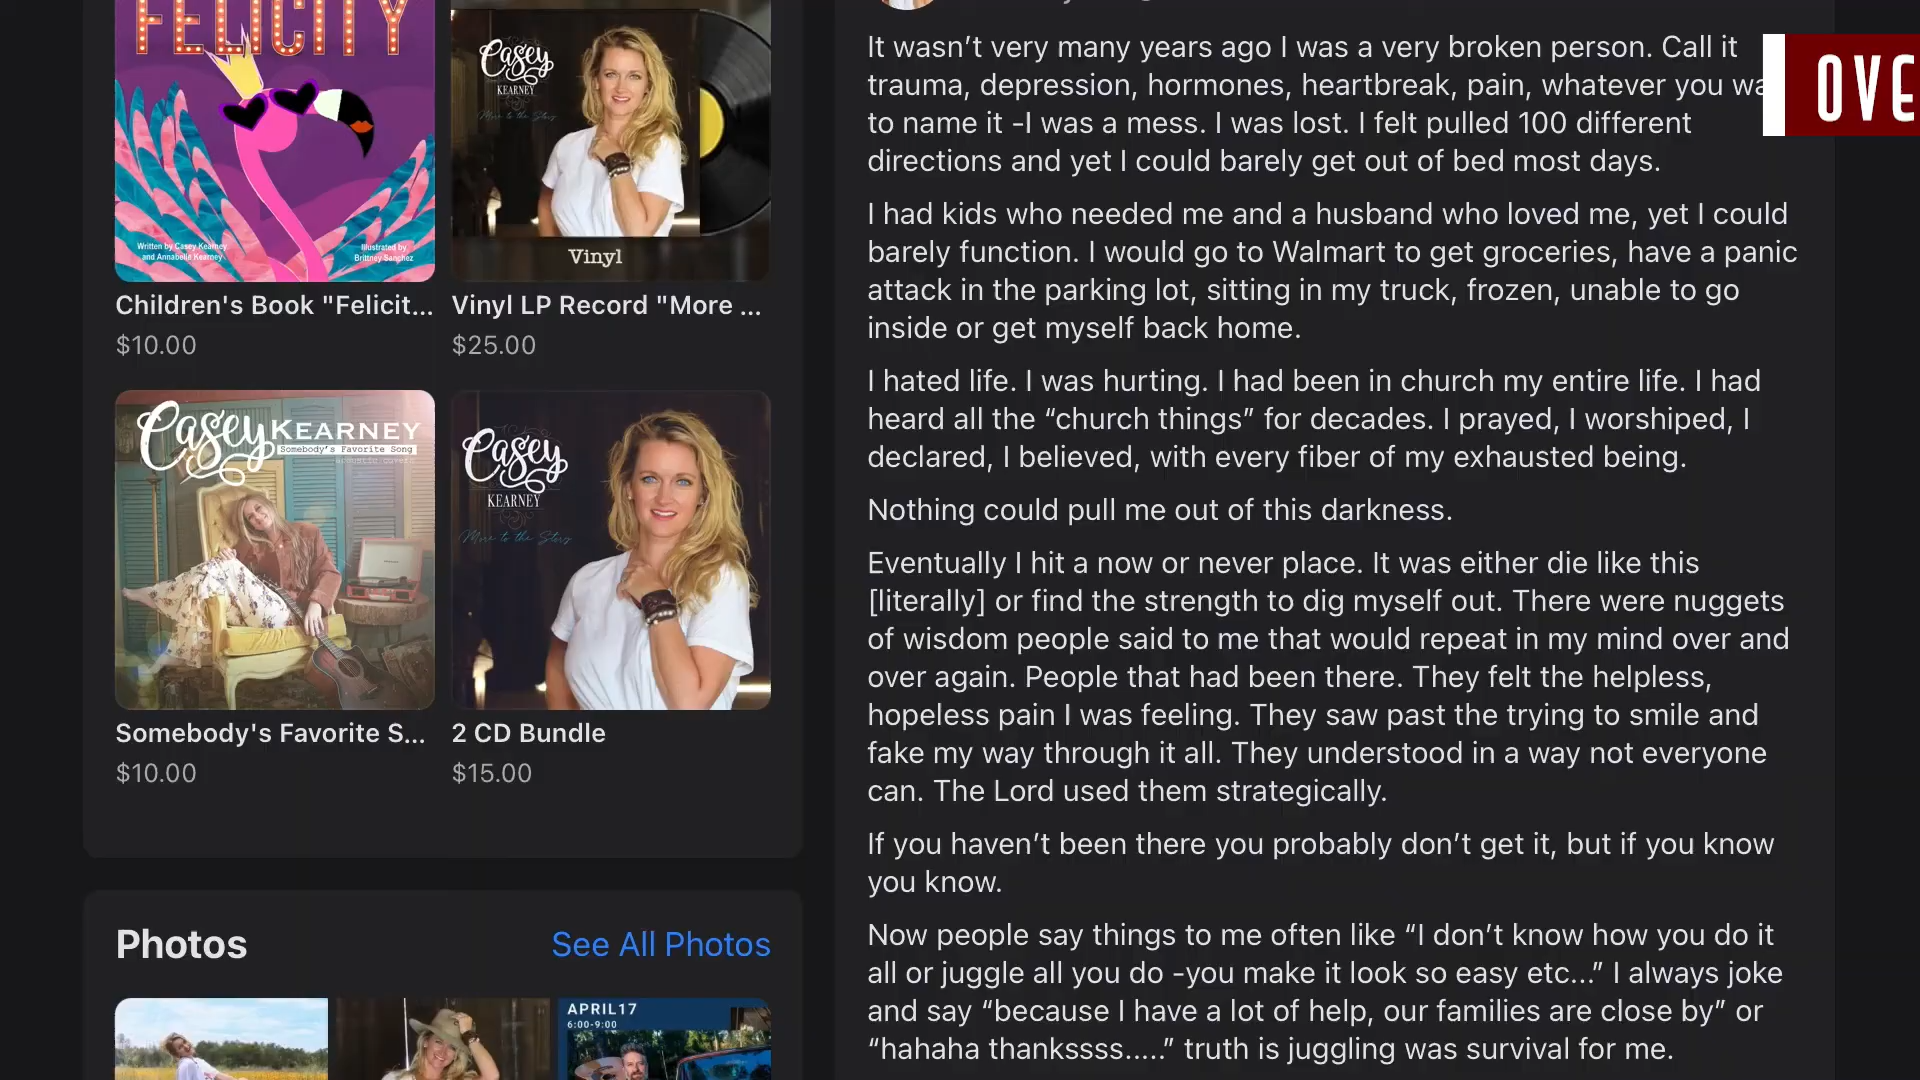 FELICITY
Written by Casey Kearney
and Annabelle Kearney
Illustrated by
Brittney Sanchez
Children's Book "Felicit...
$10.00
Casey
KEARNEY
More to the Story
Vinyl
Vinyl LP Record "More ...
$25.00
Casey KEARNEY
Somebody's Favorite Song
Somebody's Favorite S...
$10.00
Casey
KEARNEY
More to the Story
2 CD Bundle
$15.00
Photos
See All Photos
APRIL17
6:00-9:00
It wasn’t very many years ago I was a very broken person. Call it
trauma, depression, hormones, heartbreak, pain, whatever you wa
to name it -I was a mess. I was lost. I felt pulled 100 different
directions and yet I could barely get out of bed most days.
I had kids who needed me and a husband who loved me, yet I could
barely function. I would go to Walmart to get groceries, have a panic
attack in the parking lot, sitting in my truck, frozen, unable to go
inside or get myself back home.
I hated life. I was hurting. I had been in church my entire life. I had
heard all the “church things” for decades. I prayed, I worshiped, I
declared, I believed, with every fiber of my exhausted being.
Nothing could pull me out of this darkness.
Eventually I hit a now or never place. It was either die like this
[literally] or find the strength to dig myself out. There were nuggets
of wisdom people said to me that would repeat in my mind over and
over again. People that had been there. They felt the helpless,
hopeless pain I was feeling. They saw past the trying to smile and
fake my way through it all. They understood in a way not everyone
can. The Lord used them strategically.
If you haven’t been there you probably don’t get it, but if you know
you know.
Now people say things to me often like “I don’t know how you do it
all or juggle all you do -you make it look so easy etc...” I always joke
and say “because I have a lot of help, our families are close by” or
“hahaha thankssss.....” truth is juggling was survival for me.
OVE